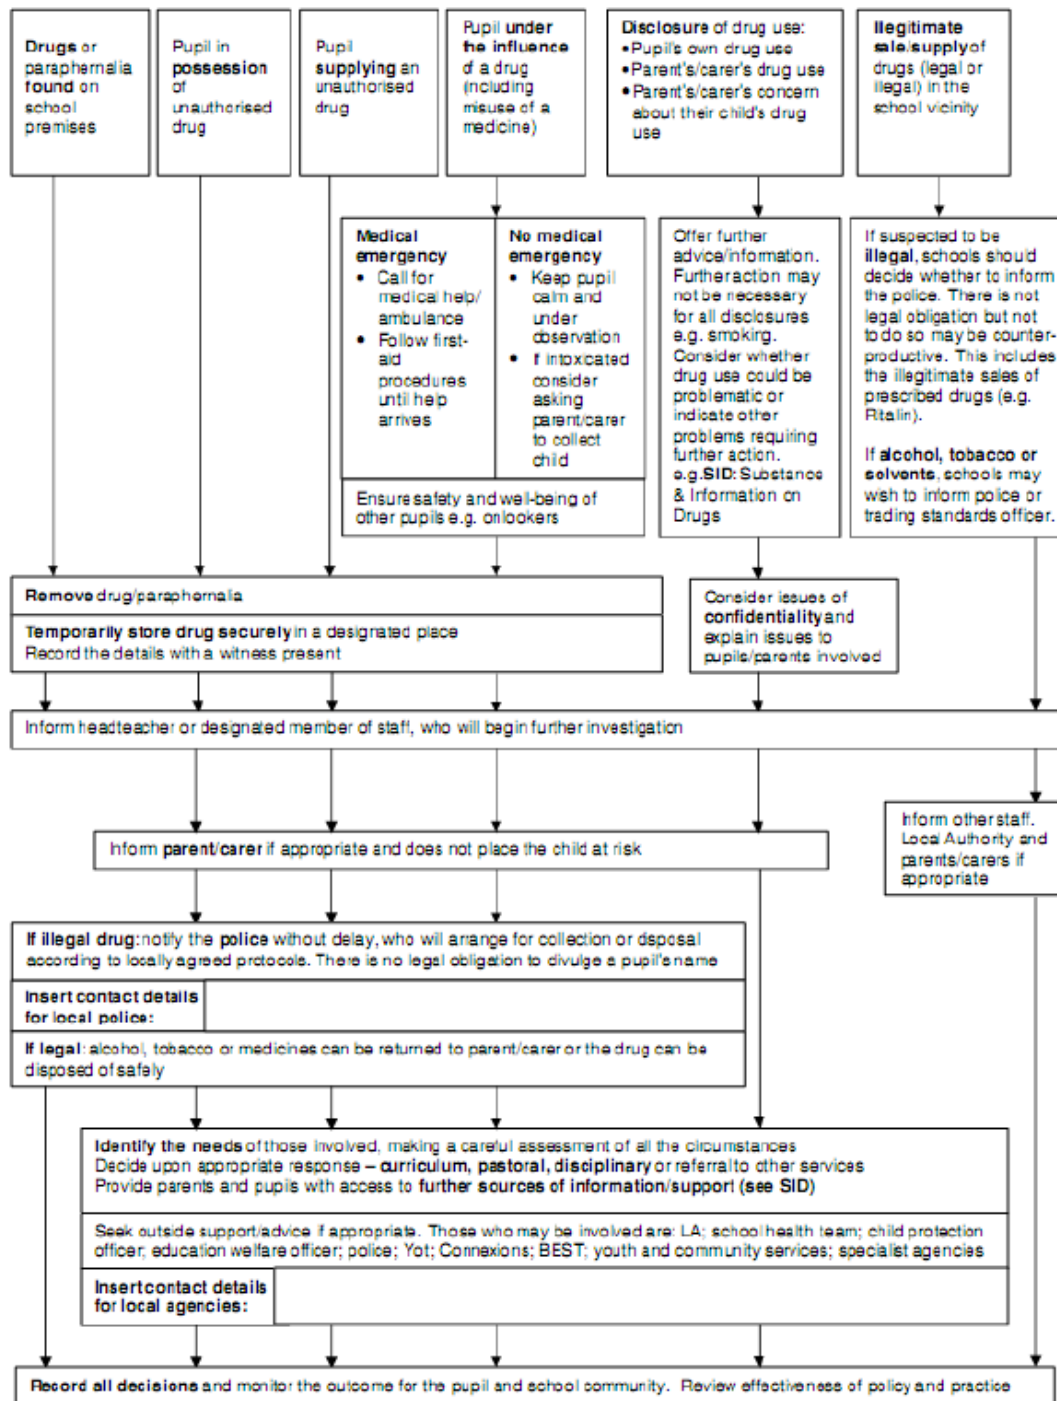 Drugs or
paraphernalia
found on
school
premises
Pupil in
possession
of
unauthorised
drug
Pupil
supplying an
unauthorised
drug
Pupil under
the influence
of a drug
(including
misuse of a
medicine)
Disclosure of drug use:
•Pupil's own drug use
•Parent's/carer's drug use
•Parent's/carer's concern
about their child's drug
use
Illegitimate
sale/supply of
drugs (legal or
illegal) in the
school vicinity
Medical
emergency
• Call for
medical help/
ambulance
• Follow first-
aid
procedures
until help
arrives
No medical
emergency
• Keep pupil
calm and
under
observation
• If intoxicated
consider
asking
parent/carer
to collect
child
Ensure safety and well-being of
other pupils e.g. onlookers
Offer further
advice/information.
Further action may
not be necessary
for all disclosures
e.g. smoking.
Consider whether
drug use could be
problematic or
indicate other
problems requiring
further action.
e.g.SID: Substance
& Information on
Drugs
If suspected to be
illegal, schools should
decide whether to inform
the police. There is not
legal obligation but not
to do so may be counter-
productive. This includes
the illegitimate sales of
prescribed drugs (e.g.
Ritalin).
If alcohol, tobacco or
solvents, schools may
wish to inform police or
trading standards officer.
Remove drug/paraphernalia
Temporarily store drug securely in a designated place
Record the details with a witness present
Consider issues of
confidentiality and
explain issues to
pupils/parents involved
Inform headteacher or designated member of staff, who will begin further investigation
Inform parent/carer if appropriate and does not place the child at risk
Inform other staff.
Local Authority and
parents/carers if
appropriate
If illegal drug: notify the police without delay, who will arrange for collection or disposal
according to locally agreed protocols. There is no legal obligation to divulge a pupil's name
Insert contact details
for local police:
If legal: alcohol, tobacco or medicines can be returned to parent/carer or the drug can be
disposed of safely
Identify the needs of those involved, making a careful assessment of all the circumstances
Decide upon appropriate response – curriculum, pastoral, disciplinary or referral to other services
Provide parents and pupils with access to further sources of information/support (see SID)
Seek outside support/advice if appropriate. Those who may be involved are: LA; school health team; child protection
officer; education welfare officer; police; Yot; Connexions; BEST; youth and community services; specialist agencies
Insert contact details
for local agencies:
Record all decisions and monitor the outcome for the pupil and school community. Review effectiveness of policy and practice